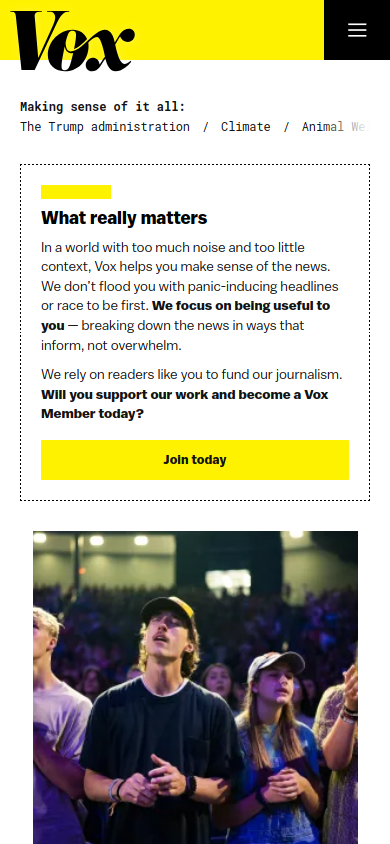 Vox
Making sense of it all:
The Trump administration / Climate / Animal We
What really matters
In a world with too much noise and too little
context, Vox helps you make sense of the news.
We don't flood you with panic-inducing headlines
or race to be first. We focus on being useful to
you — breaking down the news in ways that
inform, not overwhelm.
We rely on readers like you to fund our journalism.
Will you support our work and become a Vox
Member today?
Join today